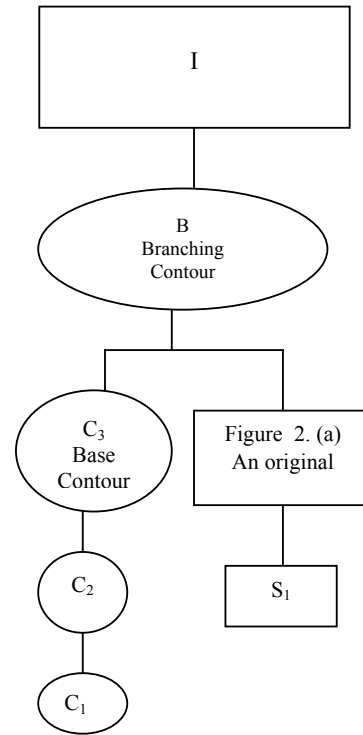 I
B
Branching
Contour
C₃
Base
Contour
Figure 2. (a)
An original
C₂
S₁
C₁